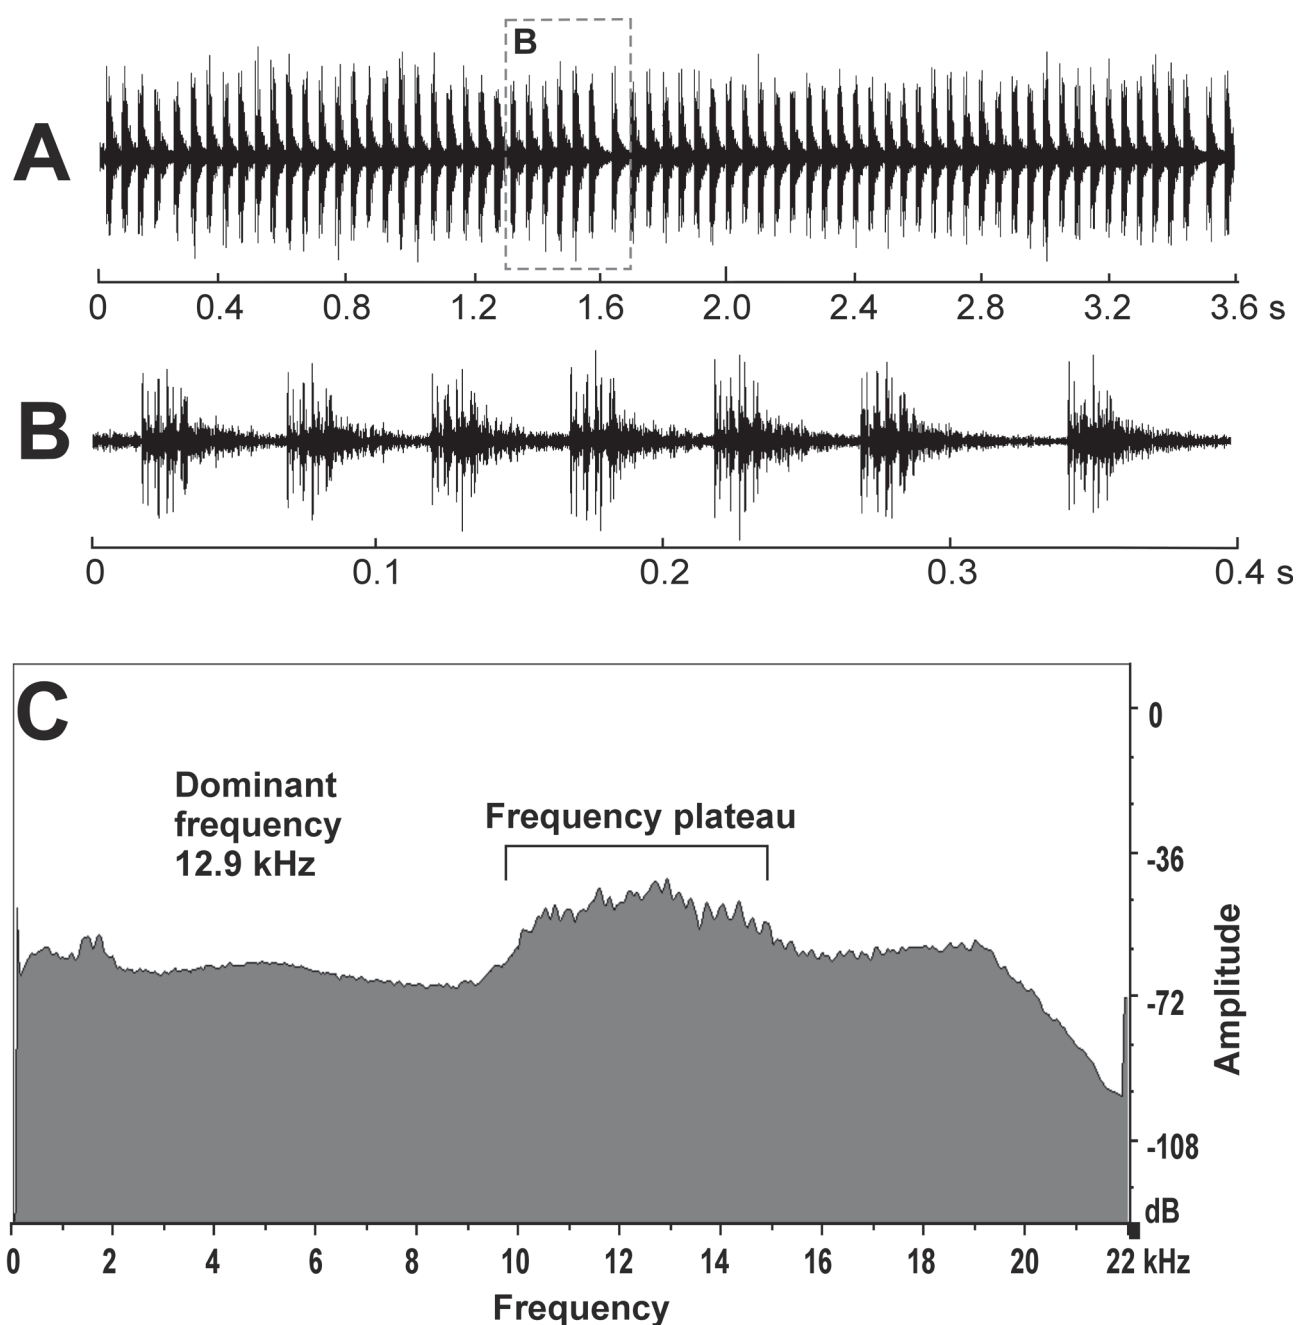 B
A
0 0.4 0.8 1.2 1.6 2.0 2.4 2.8 3.2 3.6 s
B
0 0.1 0.2 0.3 0.4 s
C
0
Dominant
frequency
12.9 kHz
Frequency plateau
-36
-72
Amplitude
-108
dB
0 2 4 6 8 10 12 14 16 18 20 22 kHz
Frequency